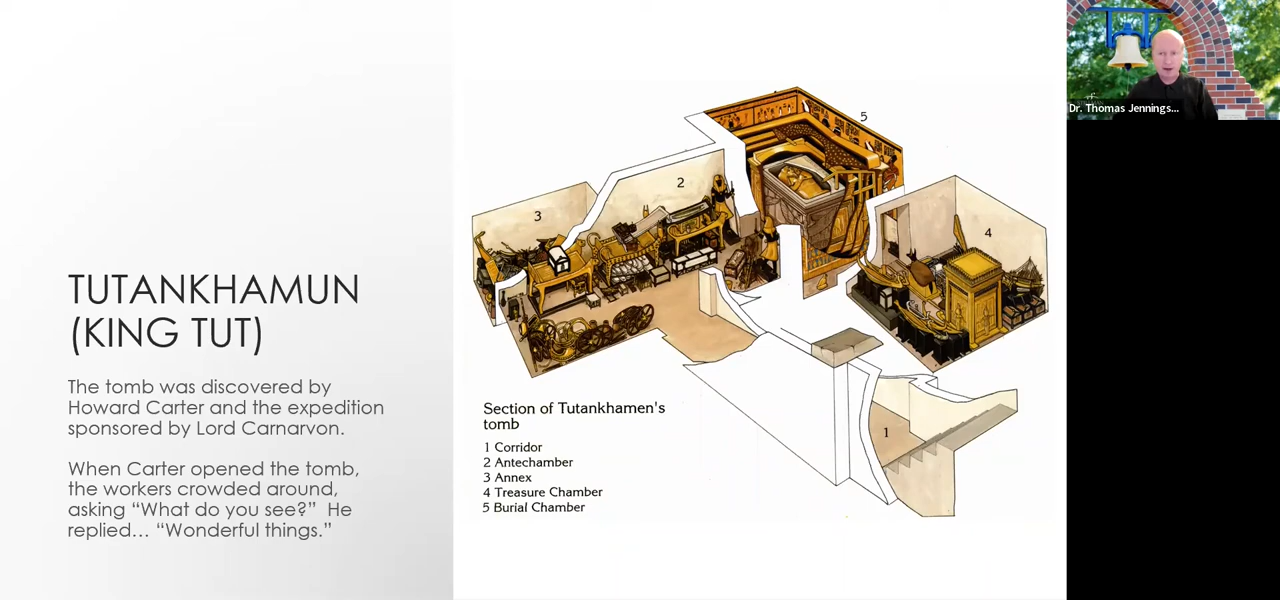 TUTANKHAMUN
(KING TUT)
The tomb was discovered by
Howard Carter and the expedition
sponsored by Lord Carnarvon.
When Carter opened the tomb,
the workers crowded around,
asking “What do you see?”  He
replied… “Wonderful things.”
5
2
3
4
1
Section of Tutankhamen's
tomb
1 Corridor
2 Antechamber
3 Annex
4 Treasure Chamber
5 Burial Chamber
Dr. Thomas Jennings...